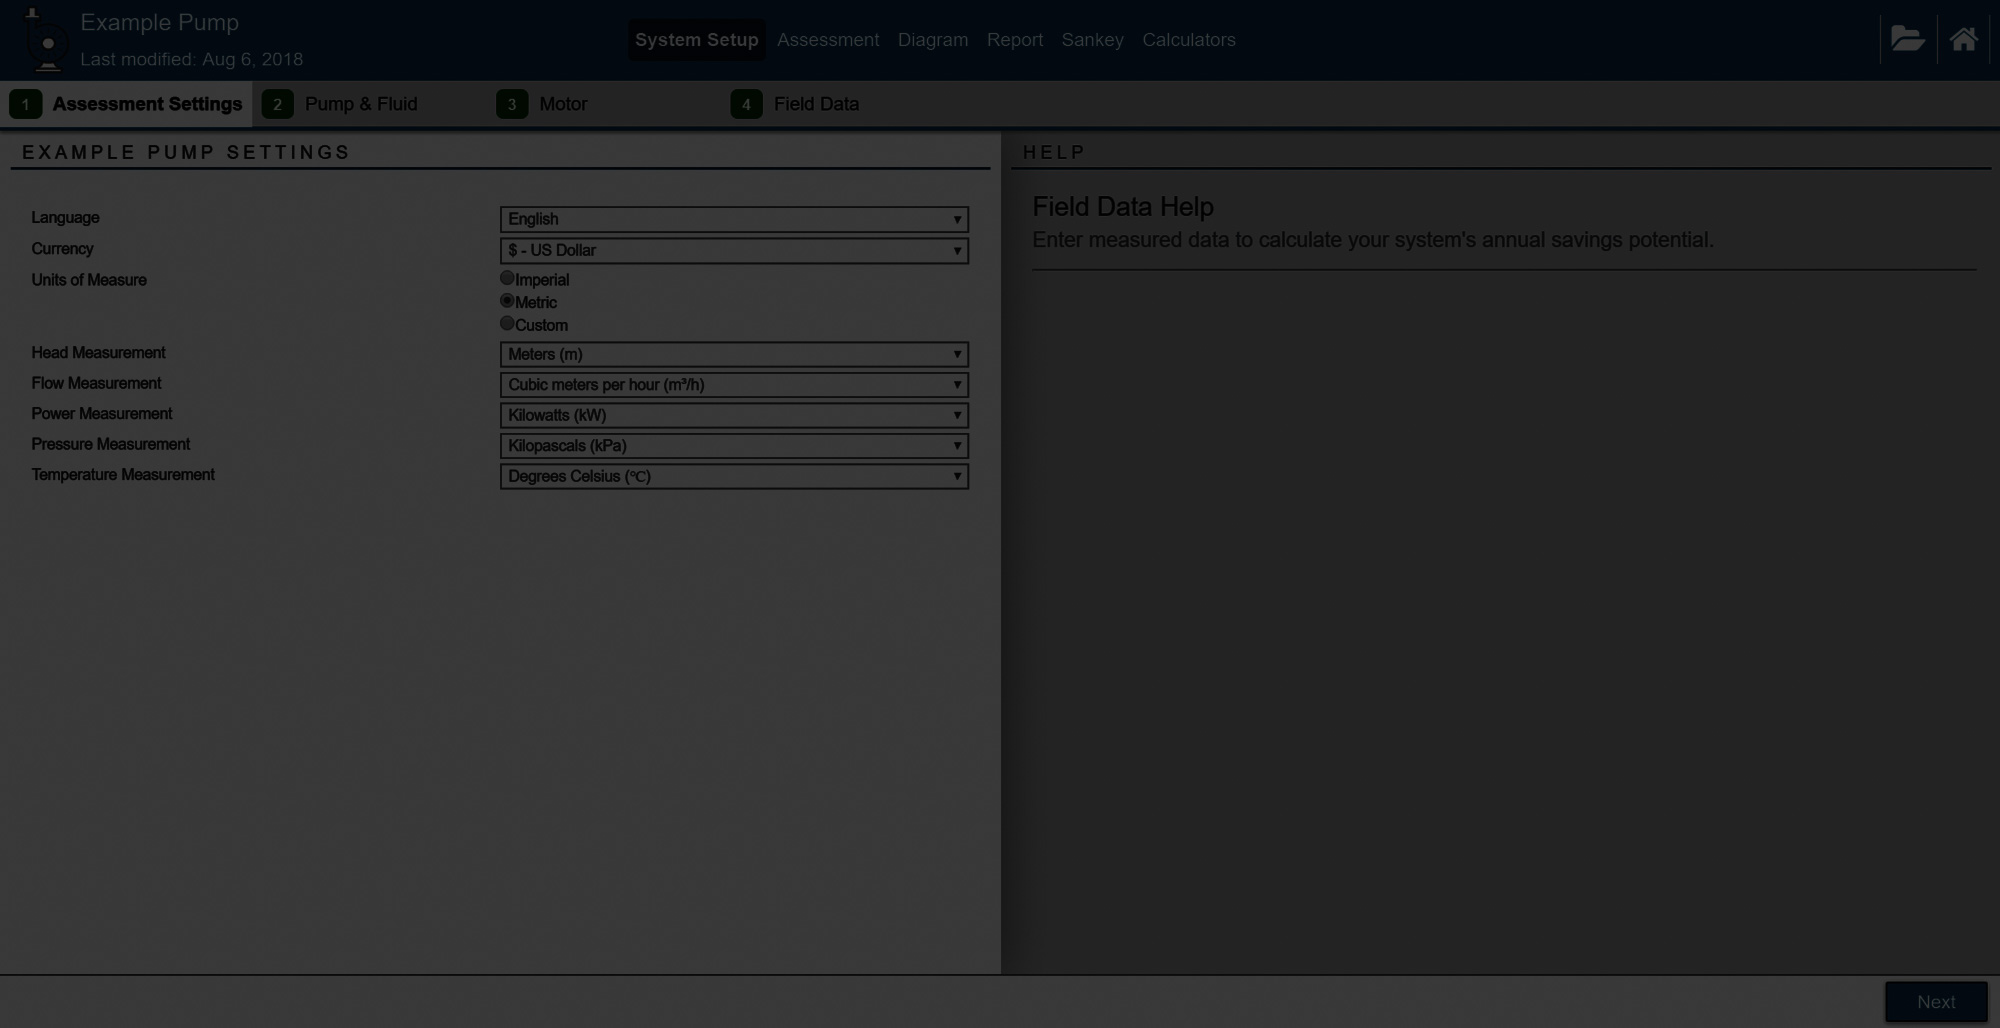 Example Pump
Last modified: Aug 6, 2018
System Setup Assessment Diagram Report Sankey Calculators
1 Assessment Settings 2 Pump & Fluid 3 Motor 4 Field Data
EXAMPLE PUMP SETTINGS
Language English
Currency $ - US Dollar
Units of Measure Imperial
Metric
Custom
Head Measurement Meters (m)
Flow Measurement Cubic meters per hour (m³/h)
Power Measurement Kilowatts (kW)
Pressure Measurement Kilopascals (kPa)
Temperature Measurement Degrees Celsius (℃)
HELP
Field Data Help
Enter measured data to calculate your system's annual savings potential.
Next